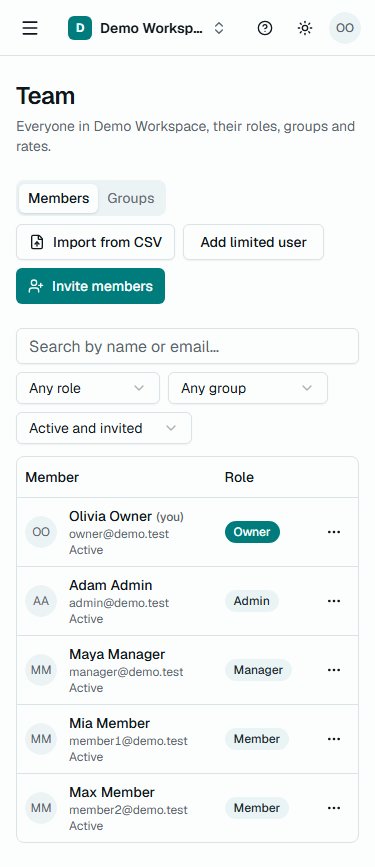 D Demo Worksp... OO
Team
Everyone in Demo Workspace, their roles, groups and
rates.
Members Groups
Import from CSV Add limited user
Invite members
Search by name or email...
Any role Any group
Active and invited
Member Role
OO Olivia Owner (you) Owner
owner@demo.test
Active
AA Adam Admin Admin
admin@demo.test
Active
MM Maya Manager Manager
manager@demo.test
Active
MM Mia Member Member
member1@demo.test
Active
MM Max Member Member
member2@demo.test
Active